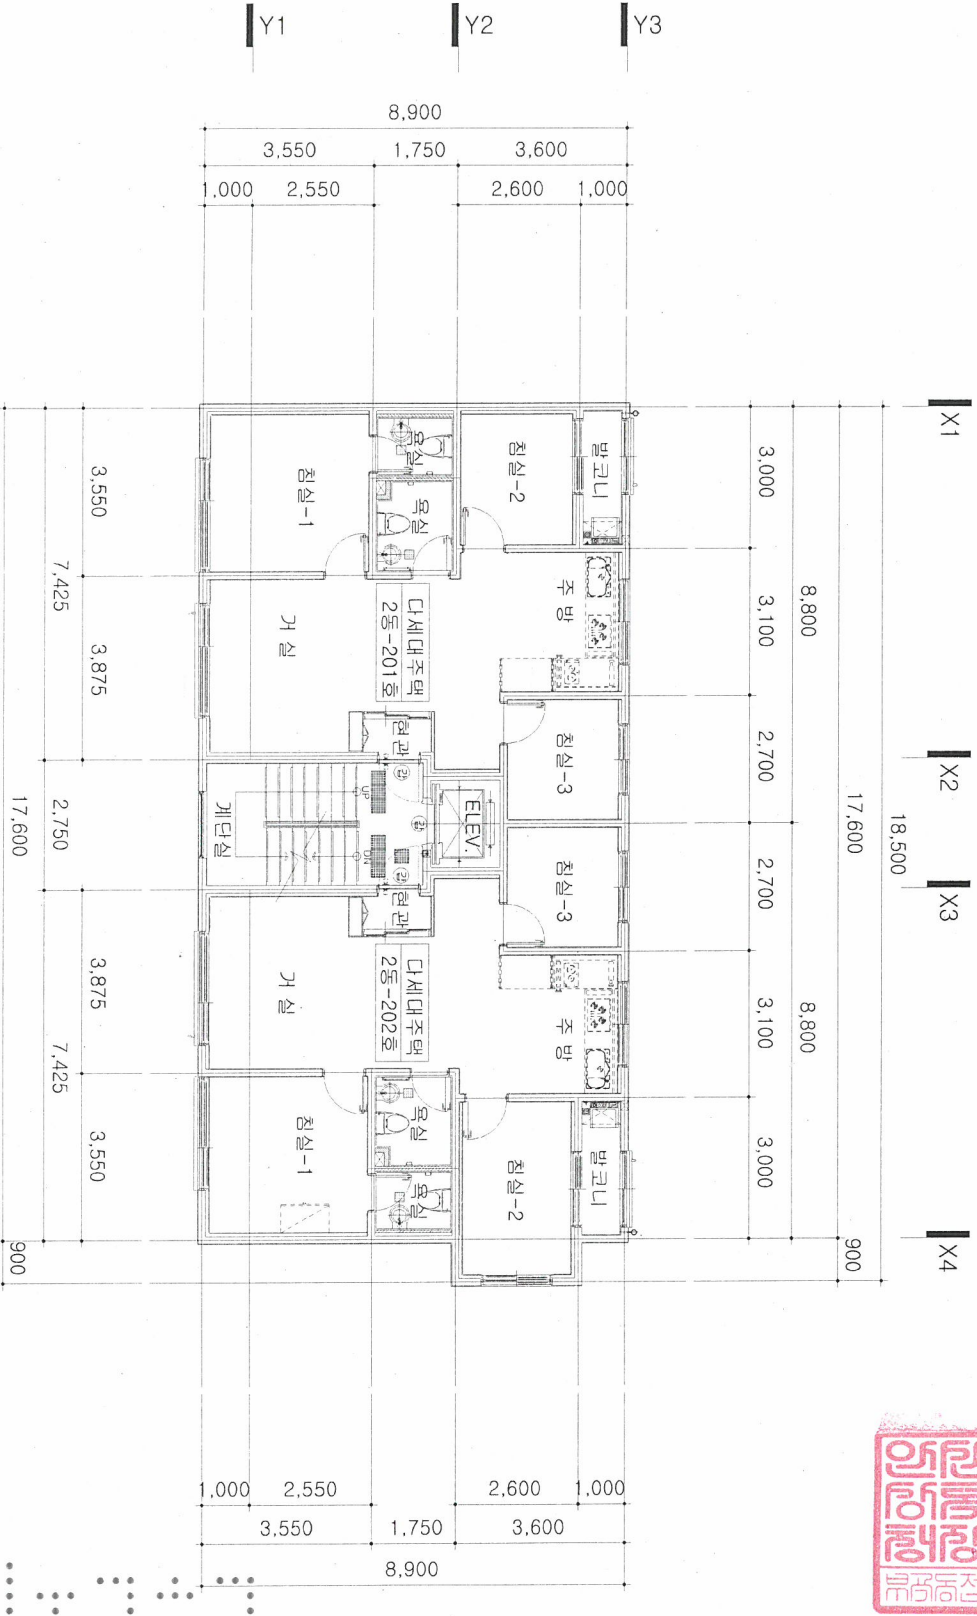 Y1
Y2
Y3
8,900
3,550
1,750
3,600
1,000
2,550
2,600
1,000
X1
X2
X3
X4
18,500
17,600
900
8,800
8,800
3,000
3,100
2,700
2,700
3,100
3,000
발코니
침실-2
욕실
욕실
침실-1
주방
다세대주택
2동-201호
거실
침실-3
현관
ELEV.
UP
DN
계단실
침실-3
현관
다세대주택
2동-202호
거실
주방
욕실
욕실
침실-1
침실-2
발코니
3,550
3,875
2,750
3,875
3,550
7,425
7,425
17,600
900
1,000
2,550
2,600
1,000
3,550
1,750
3,600
8,900